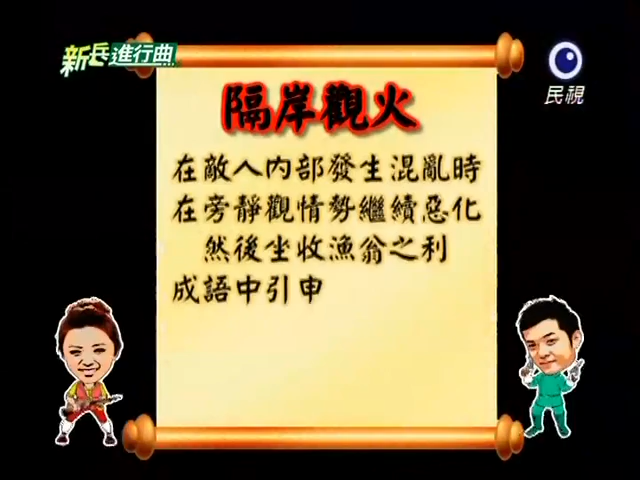 新兵進行曲
民視
隔岸觀火
在敵人內部發生混亂時
在旁靜觀情勢繼續惡化
然後坐收漁翁之利
成語中引申